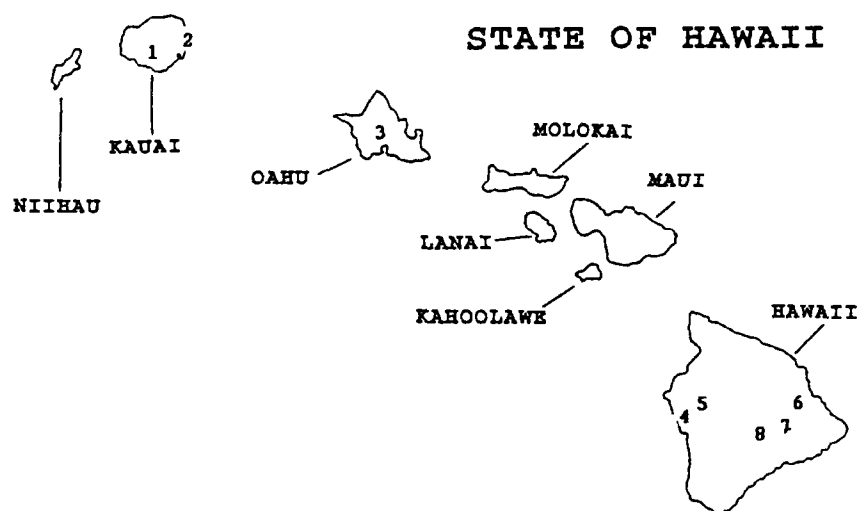 STATE OF HAWAII
1 2
3
KAUAI
MOLOKAI
OAHU
MAUI
NIIHAU
LANAI
KAHOOLAWE
HAWAII
5 6
4
8 7